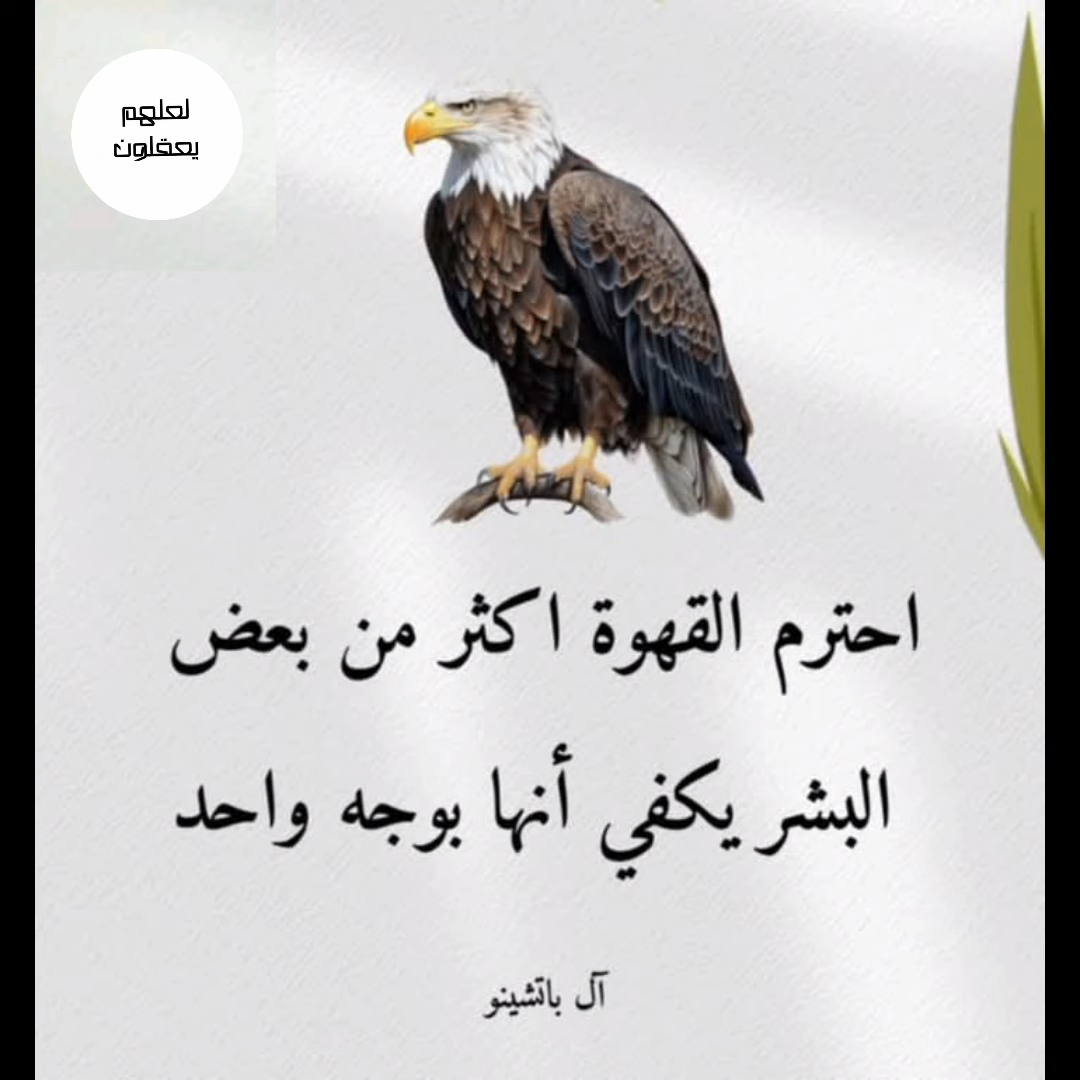 لعلهم
يعقلون
احترم القهوة اكثر من بعض
البشر يكفي أنها بوجه واحد
آل باتشينو